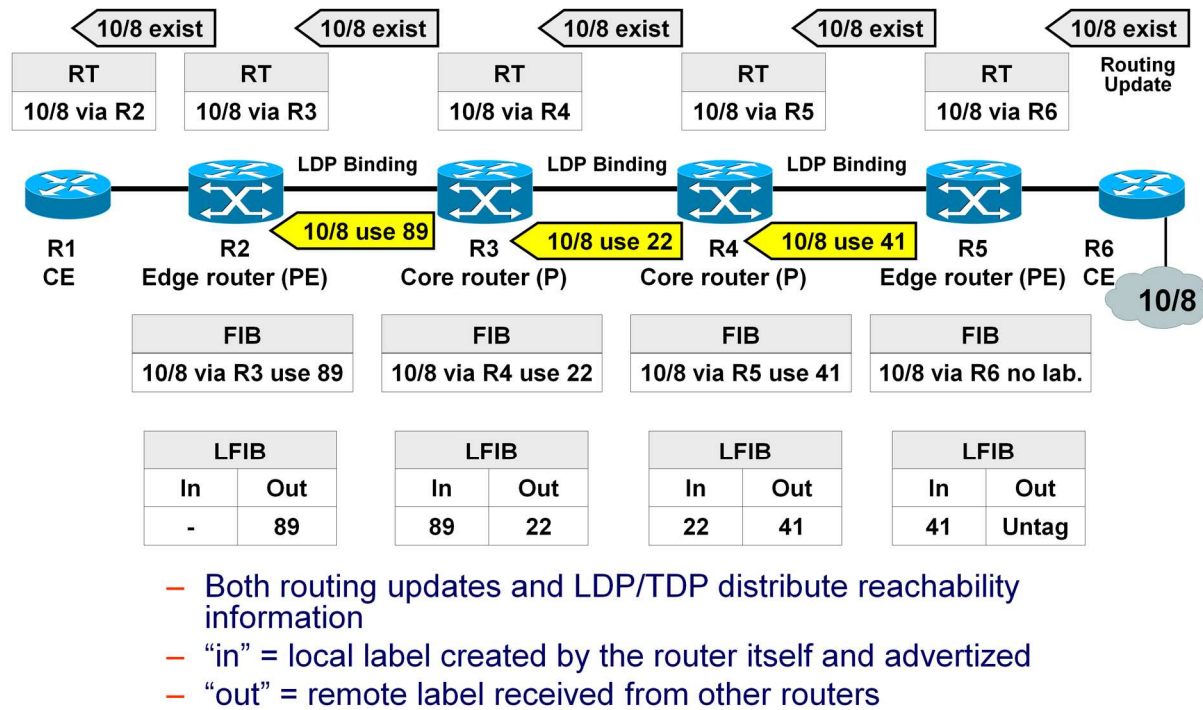 10/8 exist
10/8 exist
10/8 exist
10/8 exist
10/8 exist
Routing
Update
RT
10/8 via R2
RT
10/8 via R3
RT
10/8 via R4
RT
10/8 via R5
RT
10/8 via R6
LDP Binding
LDP Binding
LDP Binding
10/8 use 89
10/8 use 22
10/8 use 41
R1
CE
R2
Edge router (PE)
R3
Core router (P)
R4
Core router (P)
R5
Edge router (PE)
R6
CE
10/8
FIB
10/8 via R3 use 89
FIB
10/8 via R4 use 22
FIB
10/8 via R5 use 41
FIB
10/8 via R6 no lab.
LFIB
In Out
- 89
LFIB
In Out
89 22
LFIB
In Out
22 41
LFIB
In Out
41 Untag
– Both routing updates and LDP/TDP distribute reachability
information
– “in” = local label created by the router itself and advertized
– “out” = remote label received from other routers